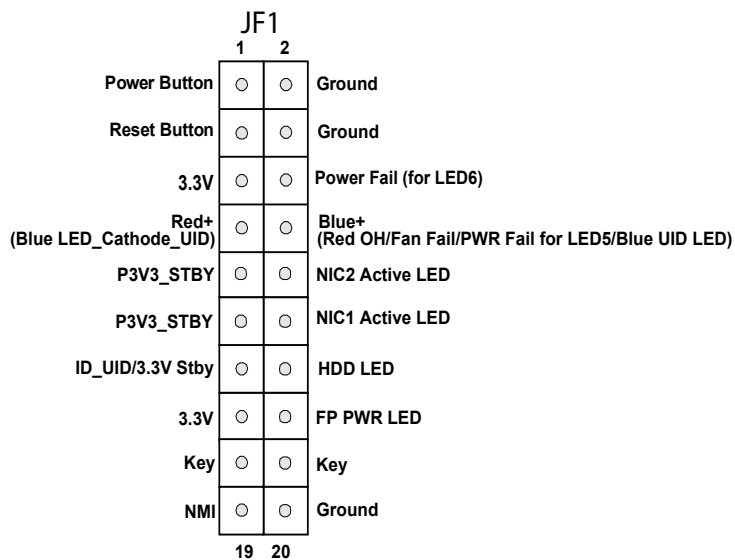 JF1
1 2
Power Button Ground
Reset Button Ground
3.3V Power Fail (for LED6)
Red+ Blue+
(Blue LED_Cathode_UID) (Red OH/Fan Fail/PWR Fail for LED5/Blue UID LED)
P3V3_STBY NIC2 Active LED
P3V3_STBY NIC1 Active LED
ID_UID/3.3V Stby HDD LED
3.3V FP PWR LED
Key Key
NMI Ground
19 20